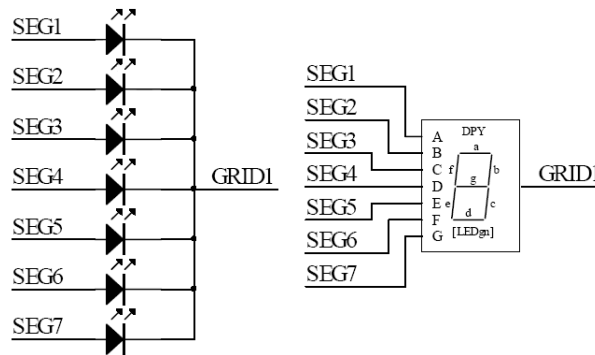 SEG1
SEG2
SEG3
SEG4
SEG5
SEG6
SEG7
GRID1
SEG1
SEG2
SEG3
SEG4
SEG5
SEG6
SEG7
A
B
C
D
E
F
G
DPY
a
f b
g
e c
d
[LEDgn]
GRID1